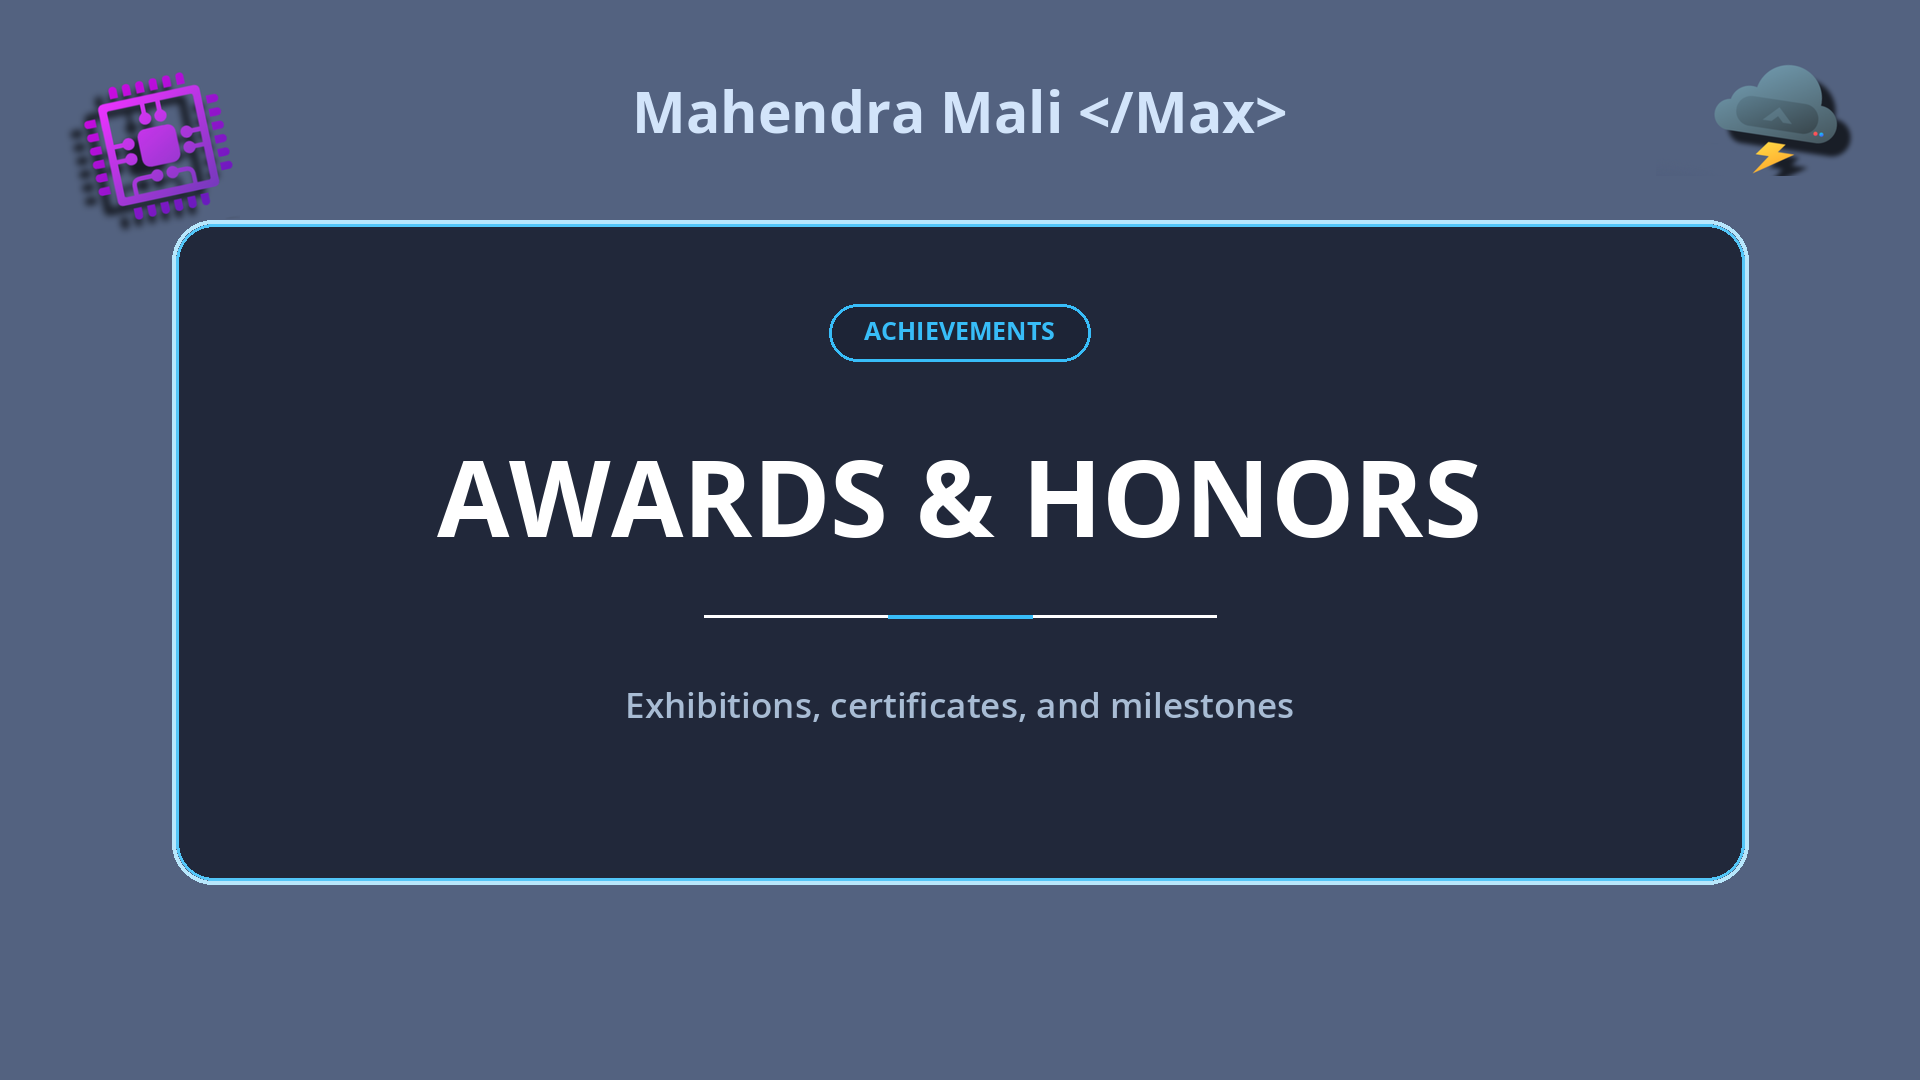 Mahendra Mali </Max>
ACHIEVEMENTS
AWARDS & HONORS
Exhibitions, certificates, and milestones